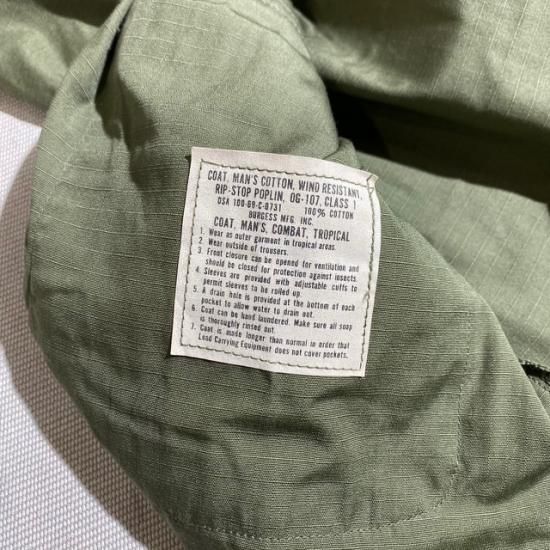 COAT, MAN'S COTTON, WIND RESISTANT,
RIP-STOP POPLIN, OG-107, CLASS 1
DSA 100-69-C-0731 100% COTTON
BURGESS MFG. INC.
COAT, MAN'S, COMBAT, TROPICAL
1. Wear as outer garment in tropical areas.
2. Wear outside of trousers.
3. Front closure can be opened for ventilation and
should be closed for protection against insects.
4. Sleeves are provided with adjustable cuffs to
permit sleeves to be rolled up.
5. A drain hole is provided at the bottom of each
pocket to allow water to drain out.
6. Coat can be hand laundered. Make sure all soap
is thoroughly rinsed out.
7. Coat is made longer than normal in order that
Load Carrying Equipment does not cover pockets.